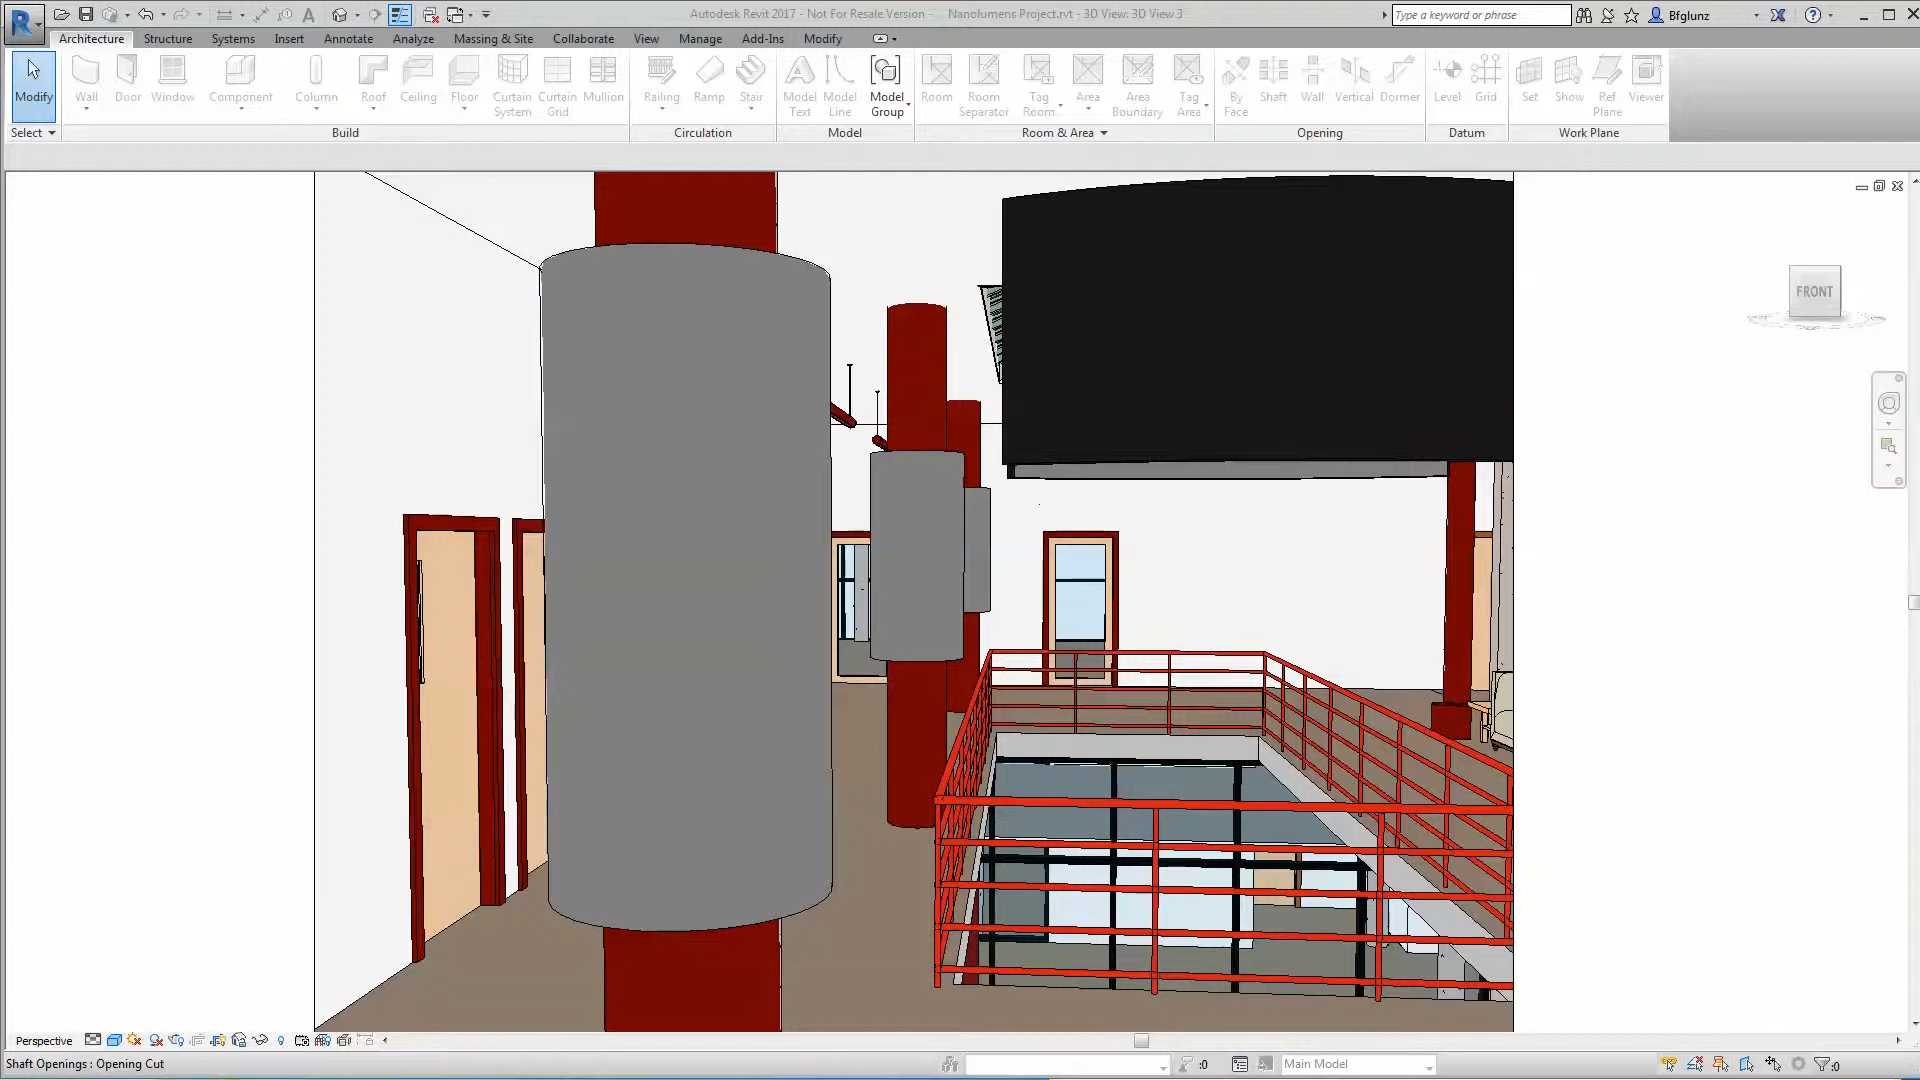 Autodesk Revit 2017 - Not For Resale Version - Nanolumens Project.rvt - 3D View: 3D View 3
Type a keyword or phrase
Bfglunz
Architecture Structure Systems Insert Annotate Analyze Massing & Site Collaborate View Manage Add-Ins Modify
Modify Wall Door Window Component Column Roof Ceiling Floor Curtain System Curtain Grid Mullion Railing Ramp Stair Model Text Model Line Model Group Room Room Separator Tag Room Area Area Boundary Tag Area By Face Shaft Wall Vertical Dormer Level Grid Set Show Ref Plane Viewer
Select Build Circulation Model Room & Area Opening Datum Work Plane
FRONT
Perspective
Shaft Openings : Opening Cut
:0
Main Model
:0